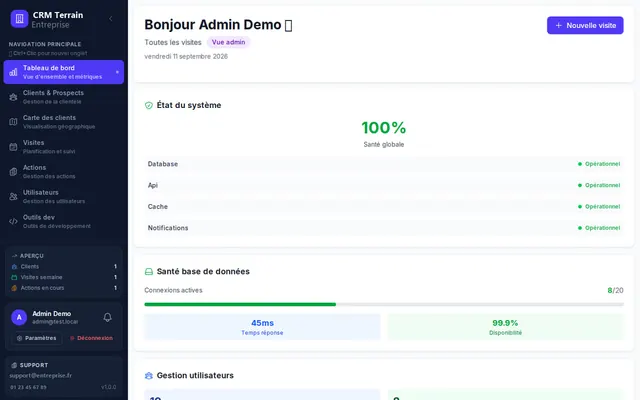 CRM Terrain
Entreprise
NAVIGATION PRINCIPALE
Ctrl+Clic pour nouvel onglet
Tableau de bord
Vue d'ensemble et métriques
Clients & Prospects
Gestion de la clientèle
Carte des clients
Visualisation géographique
Visites
Planification et suivi
Actions
Gestion des actions
Utilisateurs
Gestion des utilisateurs
Outils dev
Outils de développement
APERÇU
Clients 1
Visites semaine 1
Actions en cours 1
A
Admin Demo
admin@test.local
Paramètres
Déconnexion
SUPPORT
support@entreprise.fr
01 23 45 67 89
v1.0.0
Bonjour Admin Demo
Toutes les visites
Vue admin
vendredi 11 septembre 2026
+ Nouvelle visite
État du système
100%
Santé globale
Database
Opérationnel
Api
Opérationnel
Cache
Opérationnel
Notifications
Opérationnel
Santé base de données
Connexions actives
8/20
45ms
Temps réponse
99.9%
Disponibilité
Gestion utilisateurs